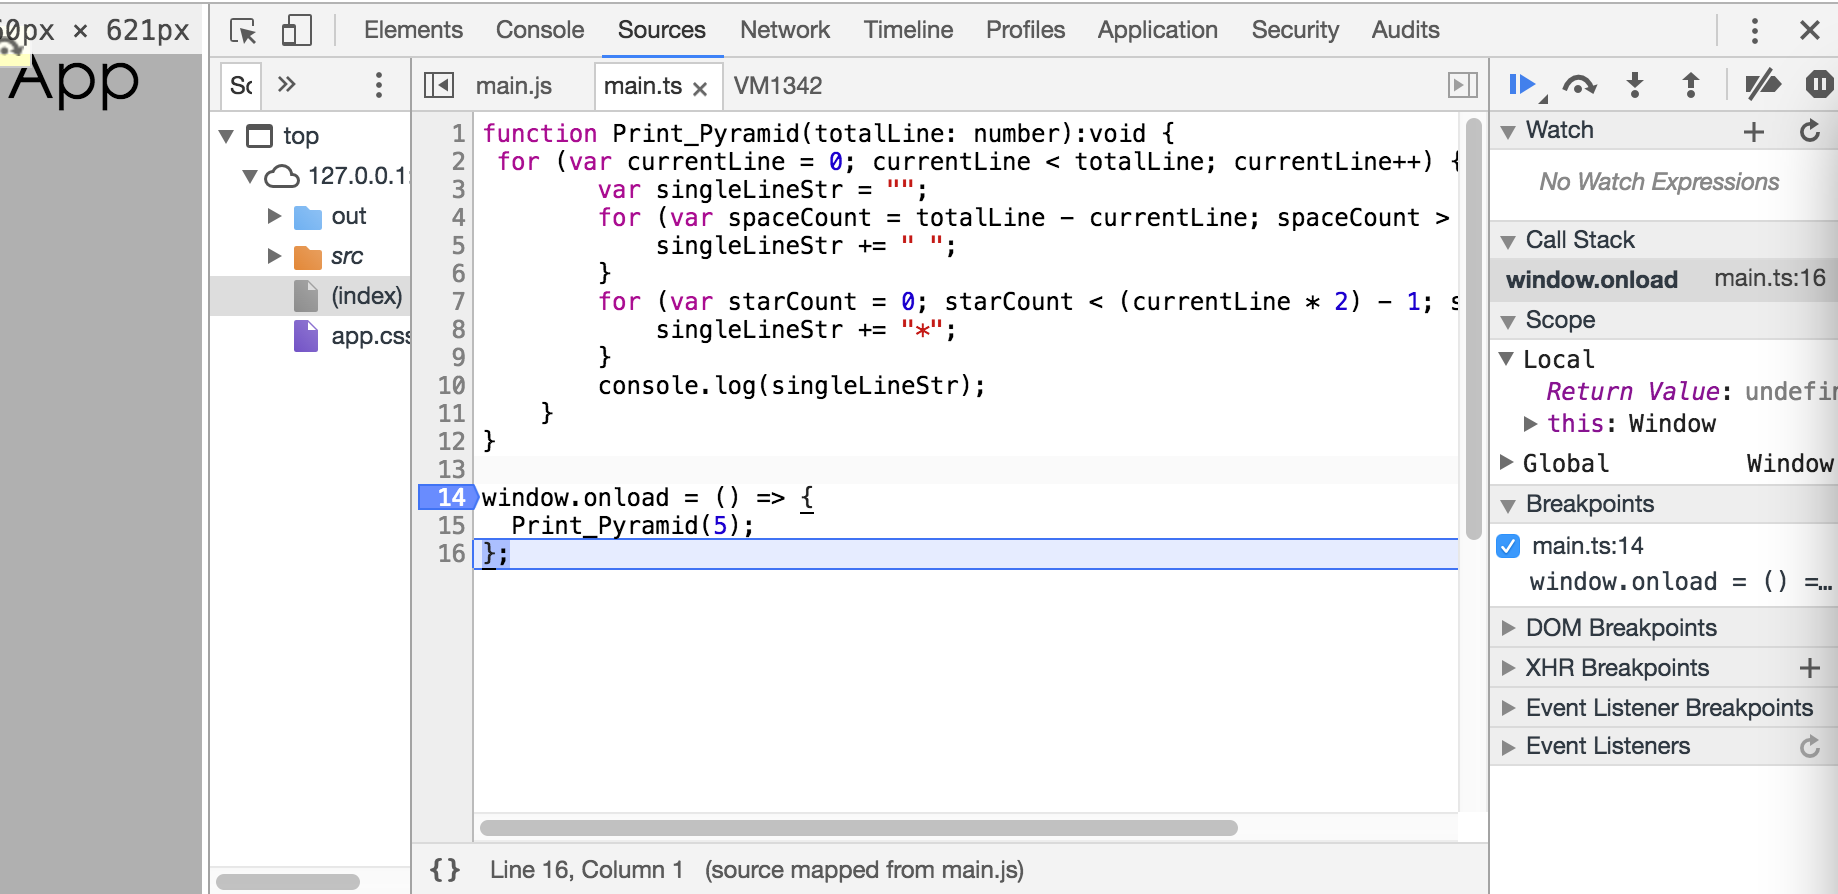 60px × 621px
App
Elements Console Sources Network Timeline Profiles Application Security Audits
Sc »
main.js main.ts × VM1342
top
127.0.0.1:
out
src
(index)
app.css
1 function Print_Pyramid(totalLine: number):void {
2 for (var currentLine = 0; currentLine < totalLine; currentLine++) {
3 var singleLineStr = "";
4 for (var spaceCount = totalLine - currentLine; spaceCount >
5 singleLineStr += " ";
6 }
7 for (var starCount = 0; starCount < (currentLine * 2) - 1; s
8 singleLineStr += "*";
9 }
10 console.log(singleLineStr);
11 }
12 }
13
14 window.onload = () => {
15 Print_Pyramid(5);
16 };
{} Line 16, Column 1 (source mapped from main.js)
Watch
No Watch Expressions
Call Stack
window.onload main.ts:16
Scope
Local
Return Value: undefin
this: Window
Global Window
Breakpoints
main.ts:14
window.onload = () =…
DOM Breakpoints
XHR Breakpoints
Event Listener Breakpoints
Event Listeners